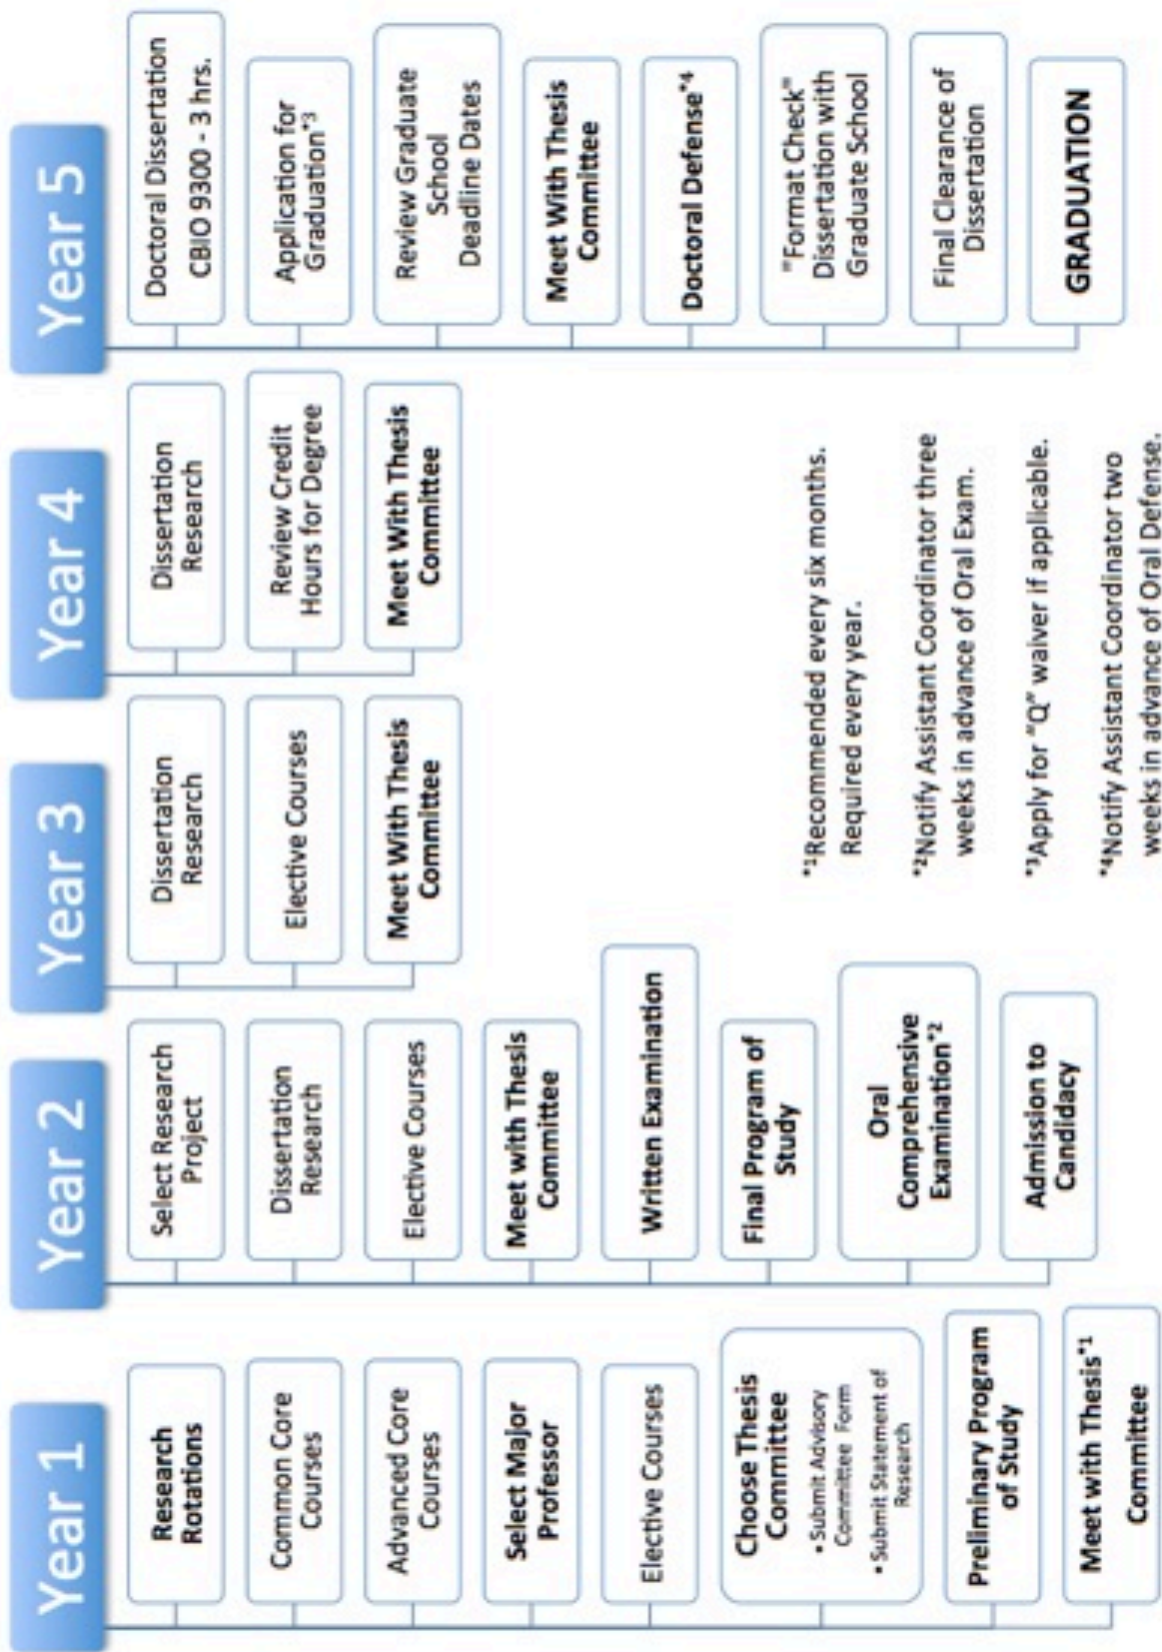 Year 1
Research
Rotations
Common Core
Courses
Advanced Core
Courses
Select Major
Professor
Elective Courses
Choose Thesis
Committee
• Submit Advisory
Committee Form
• Submit Statement of
Research
Preliminary Program
of Study
Meet with Thesis*1
Committee
Year 2
Select Research
Project
Dissertation
Research
Elective Courses
Meet with Thesis
Committee
Written Examination
Final Program of
Study
Oral
Comprehensive
Examination*2
Admission to
Candidacy
Year 3
Dissertation
Research
Elective Courses
Meet With Thesis
Committee
Year 4
Dissertation
Research
Review Credit
Hours for Degree
Meet With Thesis
Committee
Year 5
Doctoral Dissertation
CBIO 9300 - 3 hrs.
Application for
Graduation*3
Review Graduate
School
Deadline Dates
Meet With Thesis
Committee
Doctoral Defense*4
"Format Check"
Dissertation with
Graduate School
Final Clearance of
Dissertation
GRADUATION
*1Recommended every six months.
Required every year.
*2Notify Assistant Coordinator three
weeks in advance of Oral Exam.
*3Apply for "Q" waiver if applicable.
*4Notify Assistant Coordinator two
weeks in advance of Oral Defense.